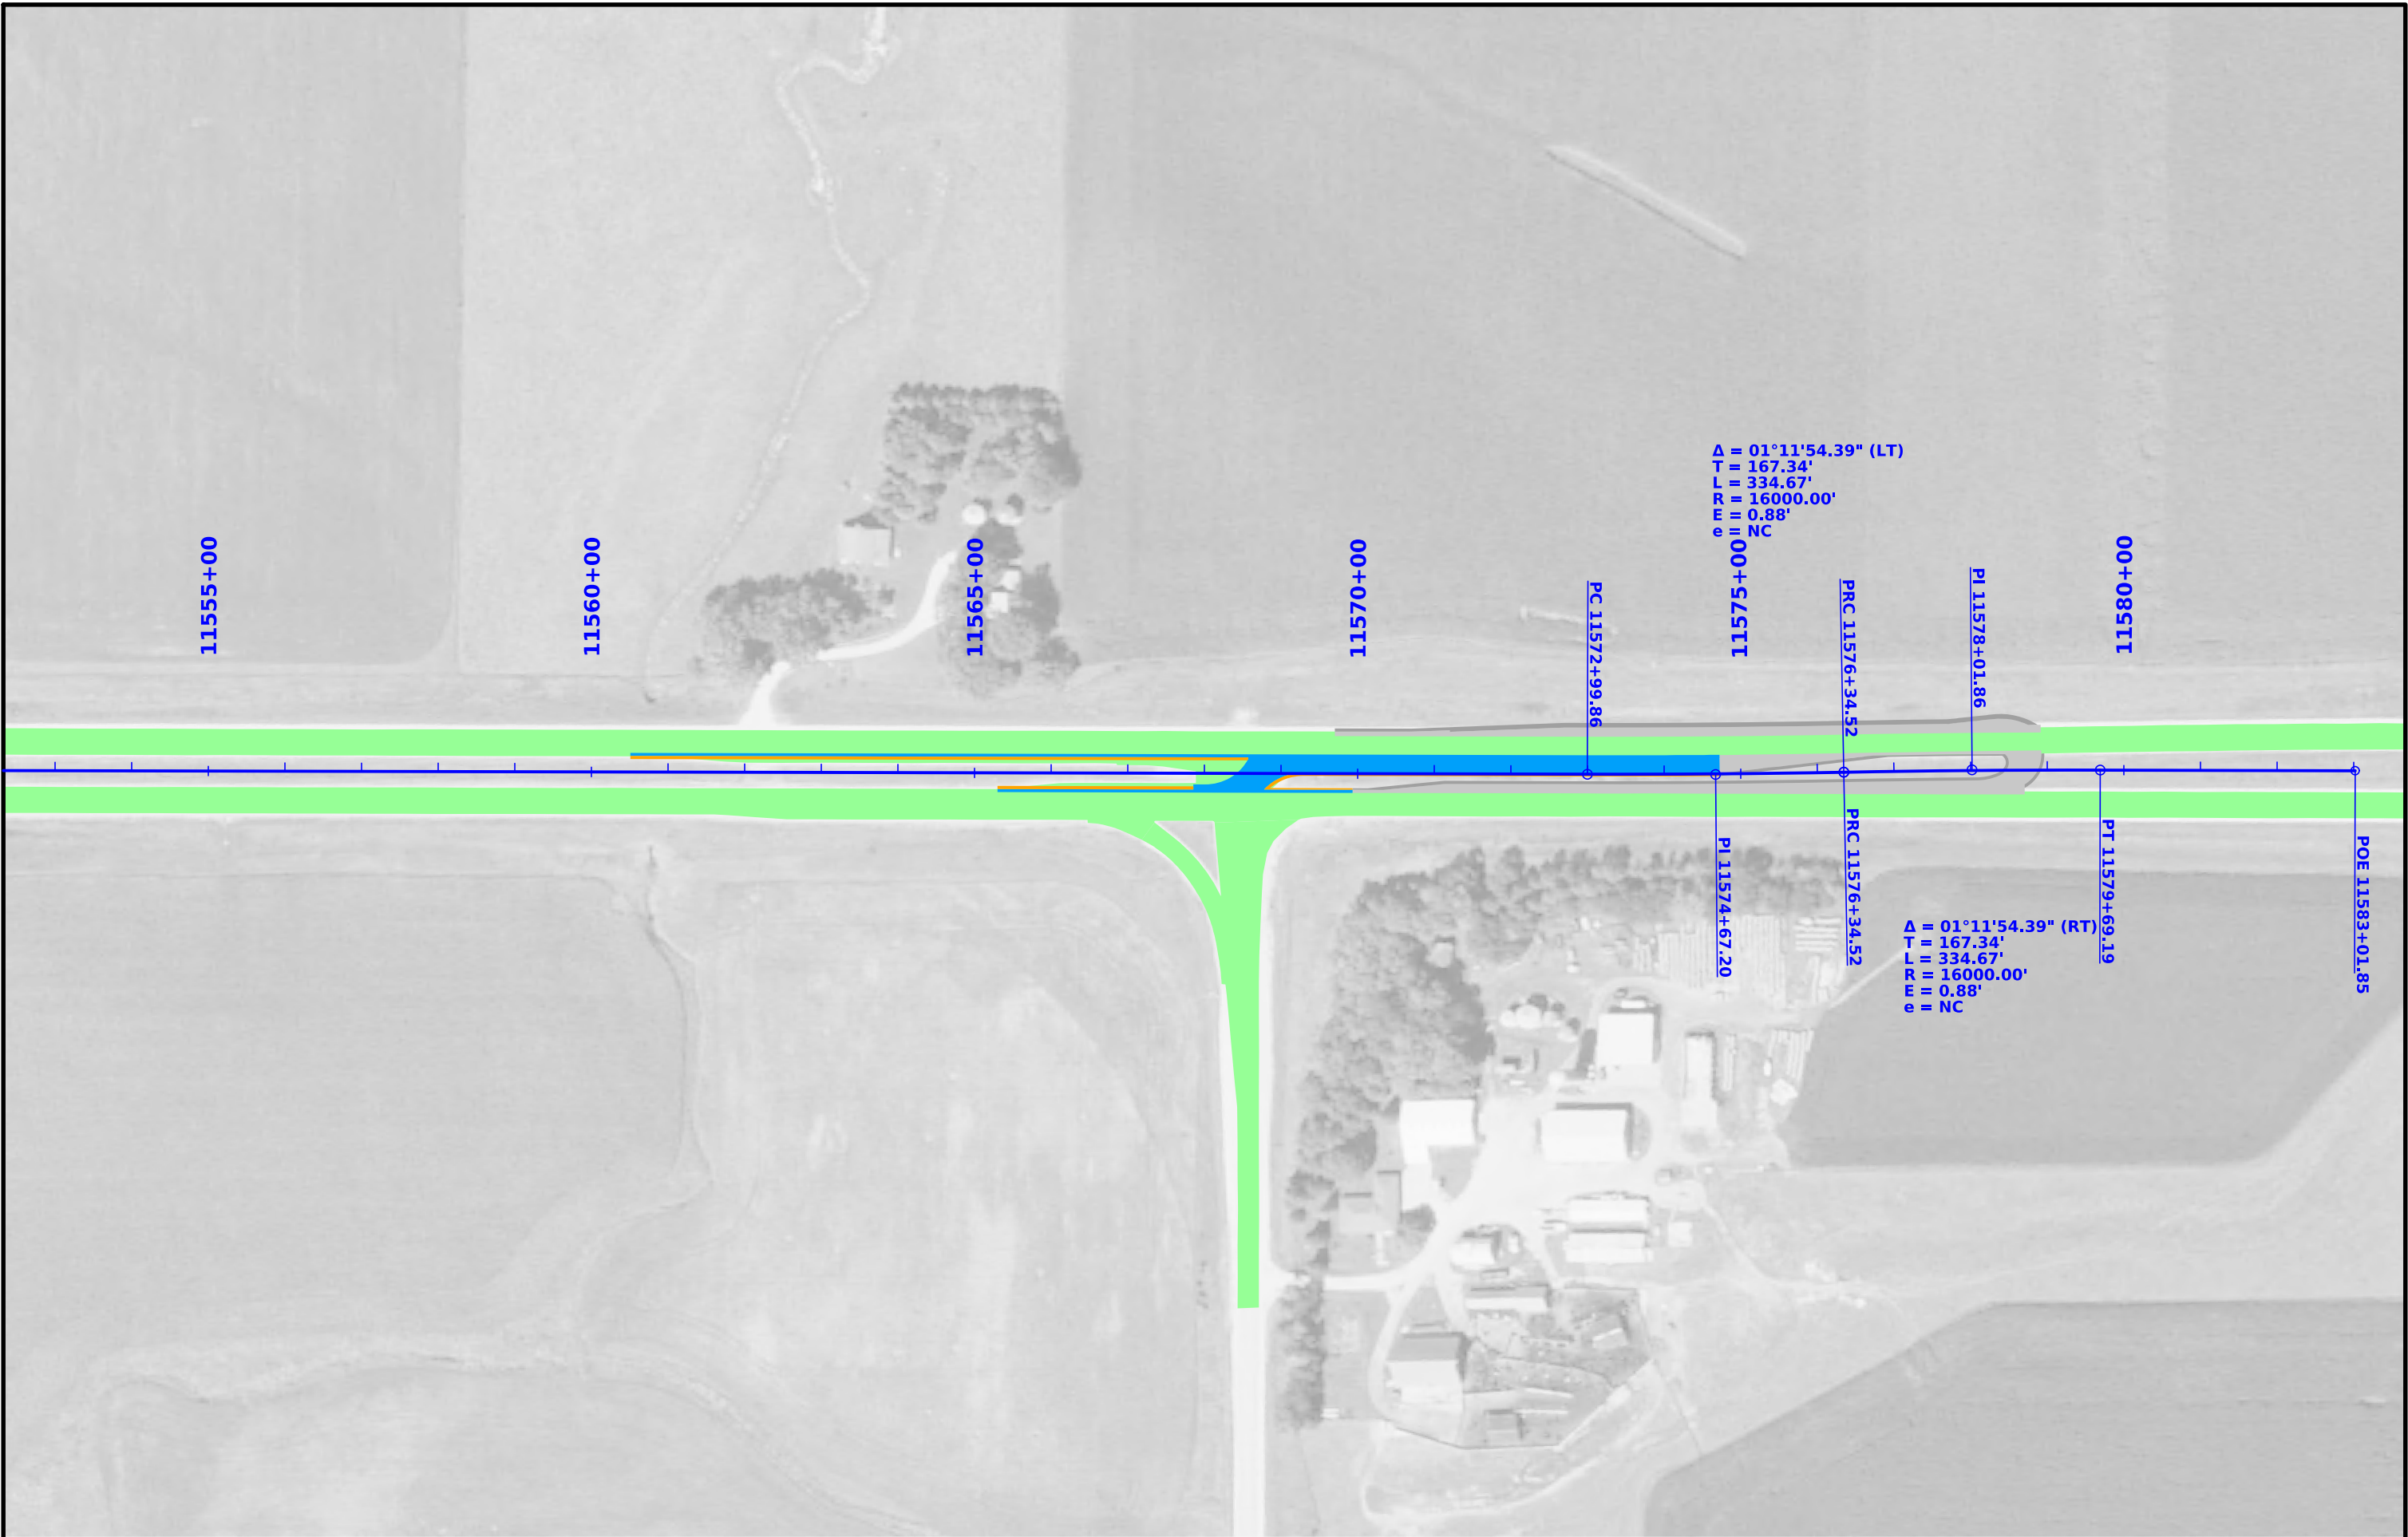 Δ = 01°11'54.39" (LT)
T = 167.34'
L = 334.67'
R = 16000.00'
E = 0.88'
e = NC
11555+00
11560+00
11565+00
11570+00
11575+00
11580+00
PC 11572+99.86
PRC 11576+34.52
PI 11578+01.86
PI 11574+67.20
PRC 11576+34.52
PT 11579+69.19
POE 11583+01.85
Δ = 01°11'54.39" (RT)
T = 167.34'
L = 334.67'
R = 16000.00'
E = 0.88'
e = NC